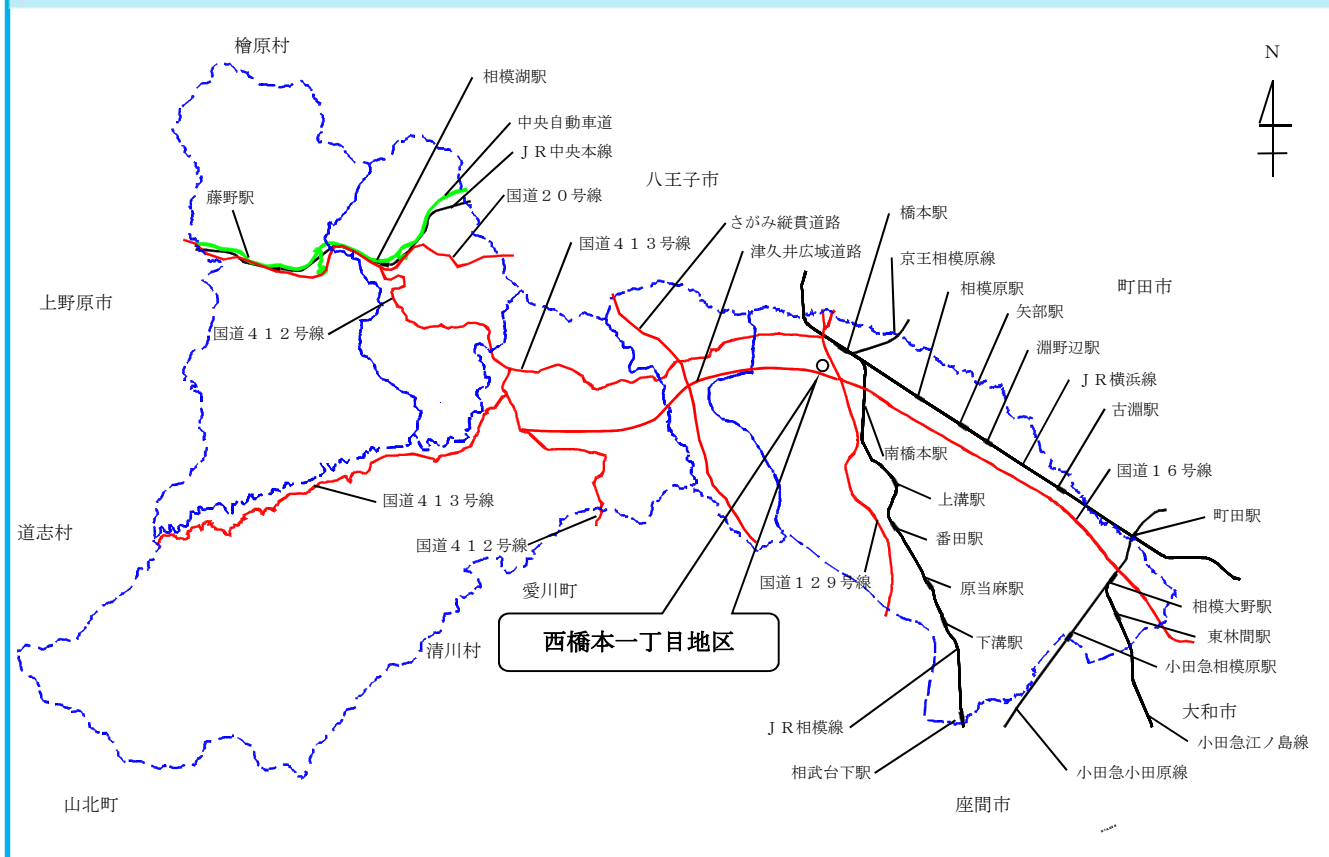 檜原村
N
相模湖駅
中央自動車道
ＪＲ中央本線
八王子市
藤野駅
国道２０号線
橋本駅
さがみ縦貫道路
国道４１３号線
津久井広域道路
京王相模原線
町田市
相模原駅
上野原市
矢部駅
国道４１２号線
淵野辺駅
ＪＲ横浜線
古淵駅
南橋本駅
国道１６号線
国道４１３号線
上溝駅
町田駅
道志村
番田駅
国道４１２号線
国道１２９号線
原当麻駅
愛川町
相模大野駅
西橋本一丁目地区
下溝駅
東林間駅
清川村
小田急相模原駅
大和市
ＪＲ相模線
小田急江ノ島線
相武台下駅
小田急小田原線
山北町
座間市